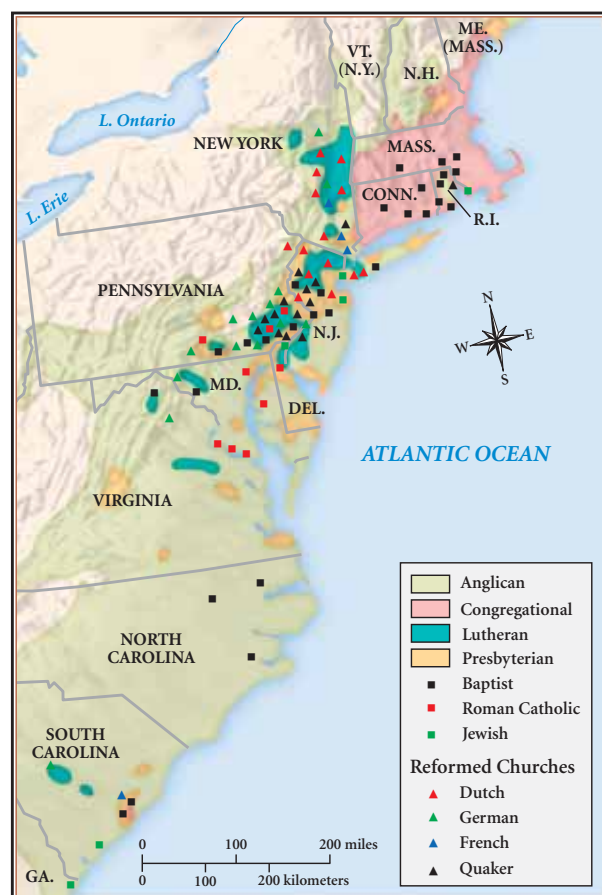 ME.
(MASS.)
VT.
(N.Y.)
N.H.
L. Ontario
NEW YORK
MASS.
CONN.
R.I.
L. Erie
PENNSYLVANIA
N.J.
N
W
E
S
MD.
DEL.
ATLANTIC OCEAN
VIRGINIA
NORTH
CAROLINA
SOUTH
CAROLINA
GA.
Anglican
Congregational
Lutheran
Presbyterian
Baptist
Roman Catholic
Jewish
Reformed Churches
Dutch
German
French
Quaker
0 100 200 miles
0 100 200 kilometers